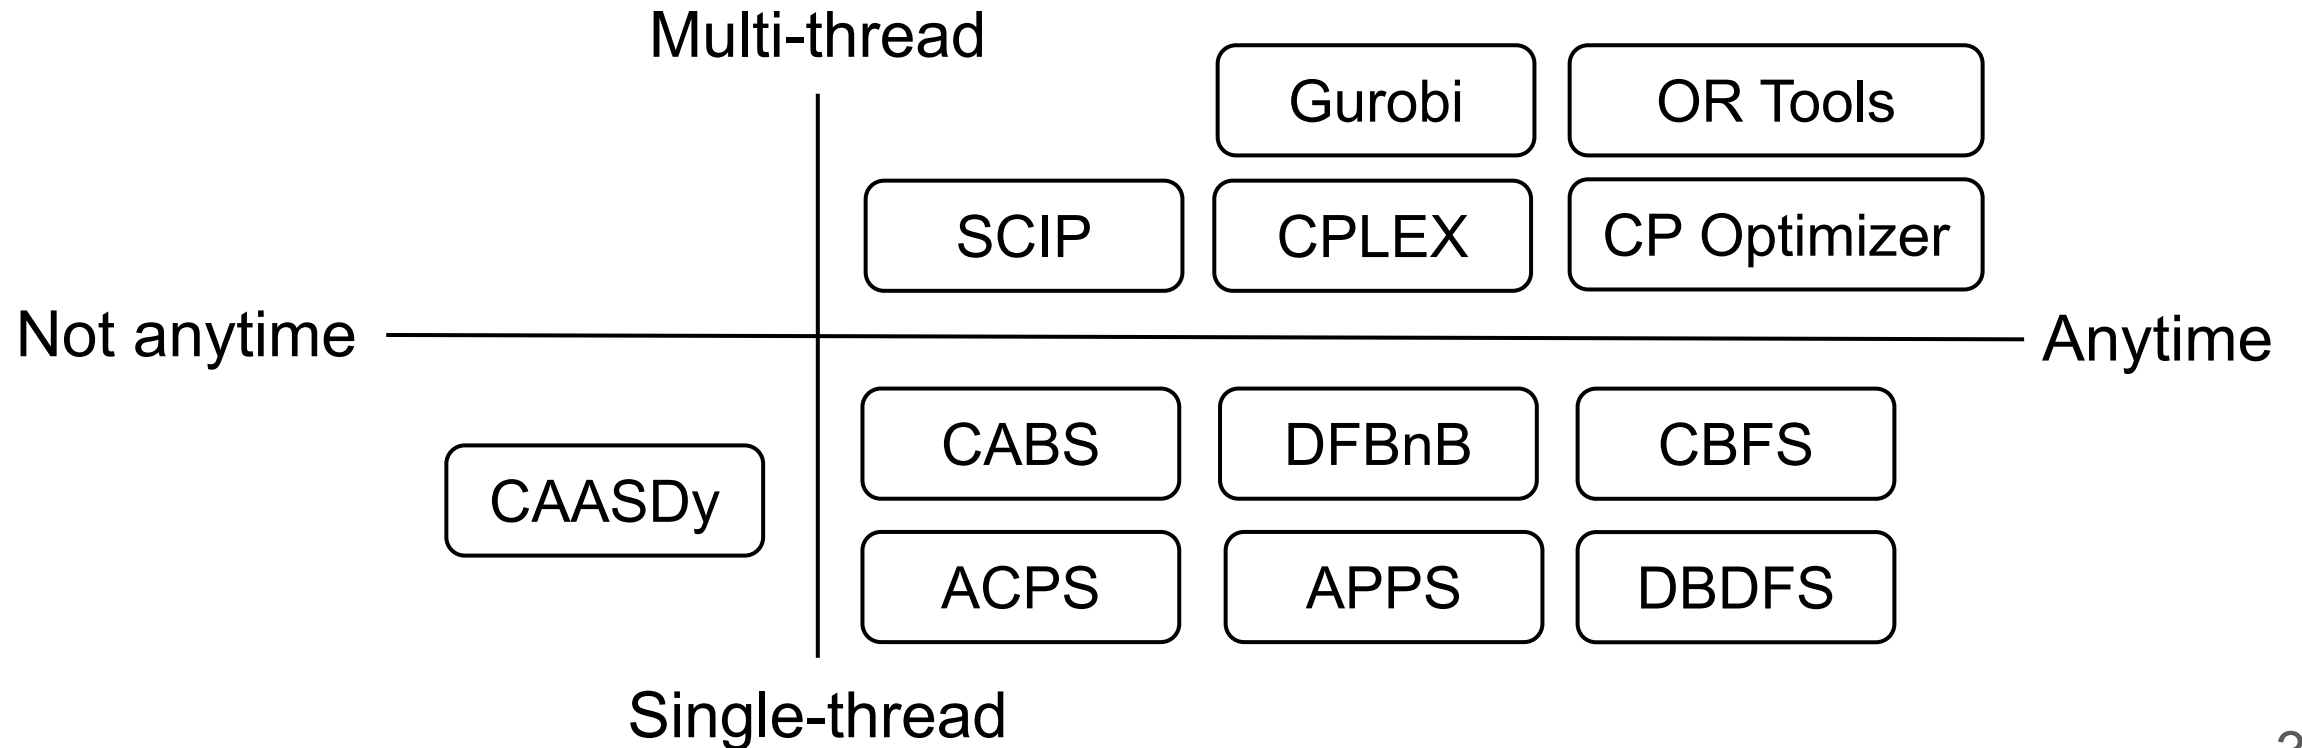 Multi-thread
Gurobi
OR Tools
SCIP
CPLEX
CP Optimizer
Not anytime
Anytime
CABS
DFBnB
CBFS
CAASDy
ACPS
APPS
DBDFS
Single-thread